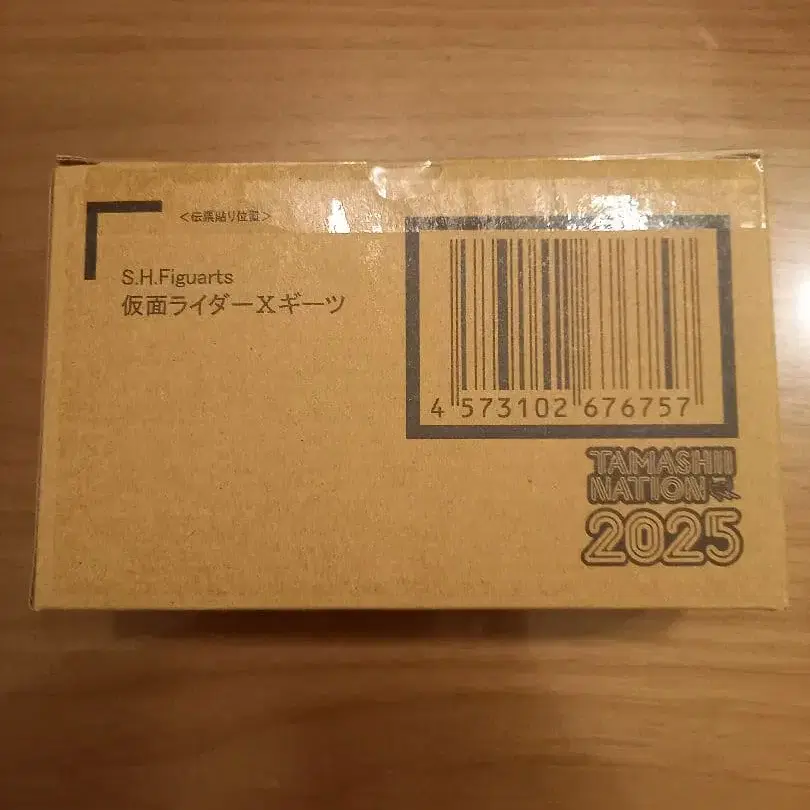 <伝票貼り位置>
S.H.Figuarts
仮面ライダーXギーツ
4 573102 676757
TAMASHII
NATION
2025